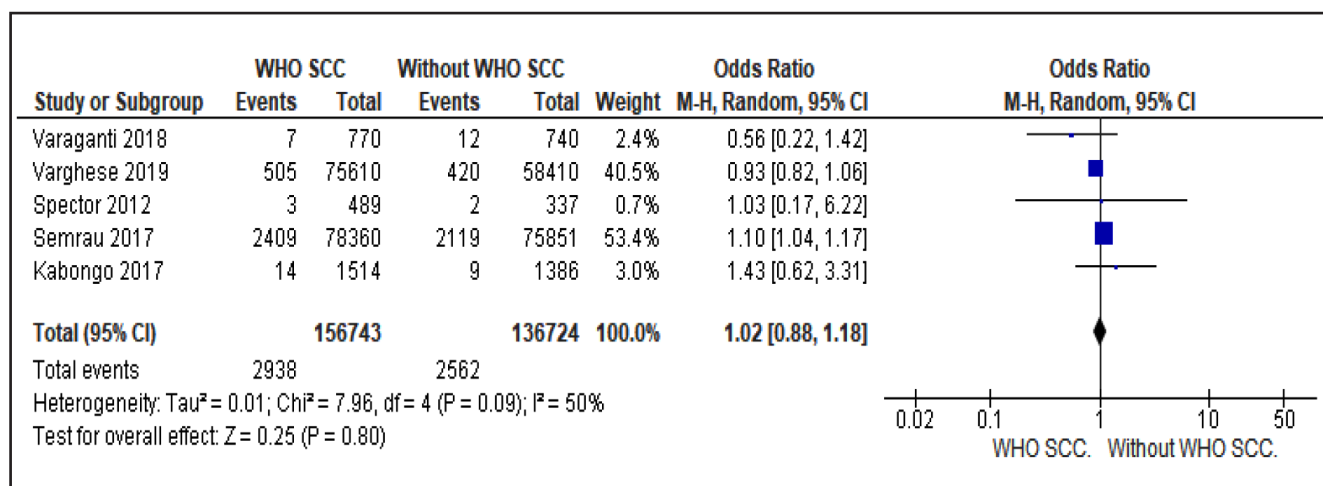 WHO SCC Without WHO SCC Odds Ratio Odds Ratio
Study or Subgroup Events Total Events Total Weight M-H, Random, 95% CI M-H, Random, 95% CI
Varaganti 2018 7 770 12 740 2.4% 0.56 [0.22, 1.42]
Varghese 2019 505 75610 420 58410 40.5% 0.93 [0.82, 1.06]
Spector 2012 3 489 2 337 0.7% 1.03 [0.17, 6.22]
Semrau 2017 2409 78360 2119 75851 53.4% 1.10 [1.04, 1.17]
Kabongo 2017 14 1514 9 1386 3.0% 1.43 [0.62, 3.31]
Total (95% CI) 156743 136724 100.0% 1.02 [0.88, 1.18]
Total events 2938 2562
Heterogeneity: Tau² = 0.01; Chi² = 7.96, df = 4 (P = 0.09); I² = 50%
Test for overall effect: Z = 0.25 (P = 0.80)
0.02 0.1 1 10 50
WHO SCC. Without WHO SCC.